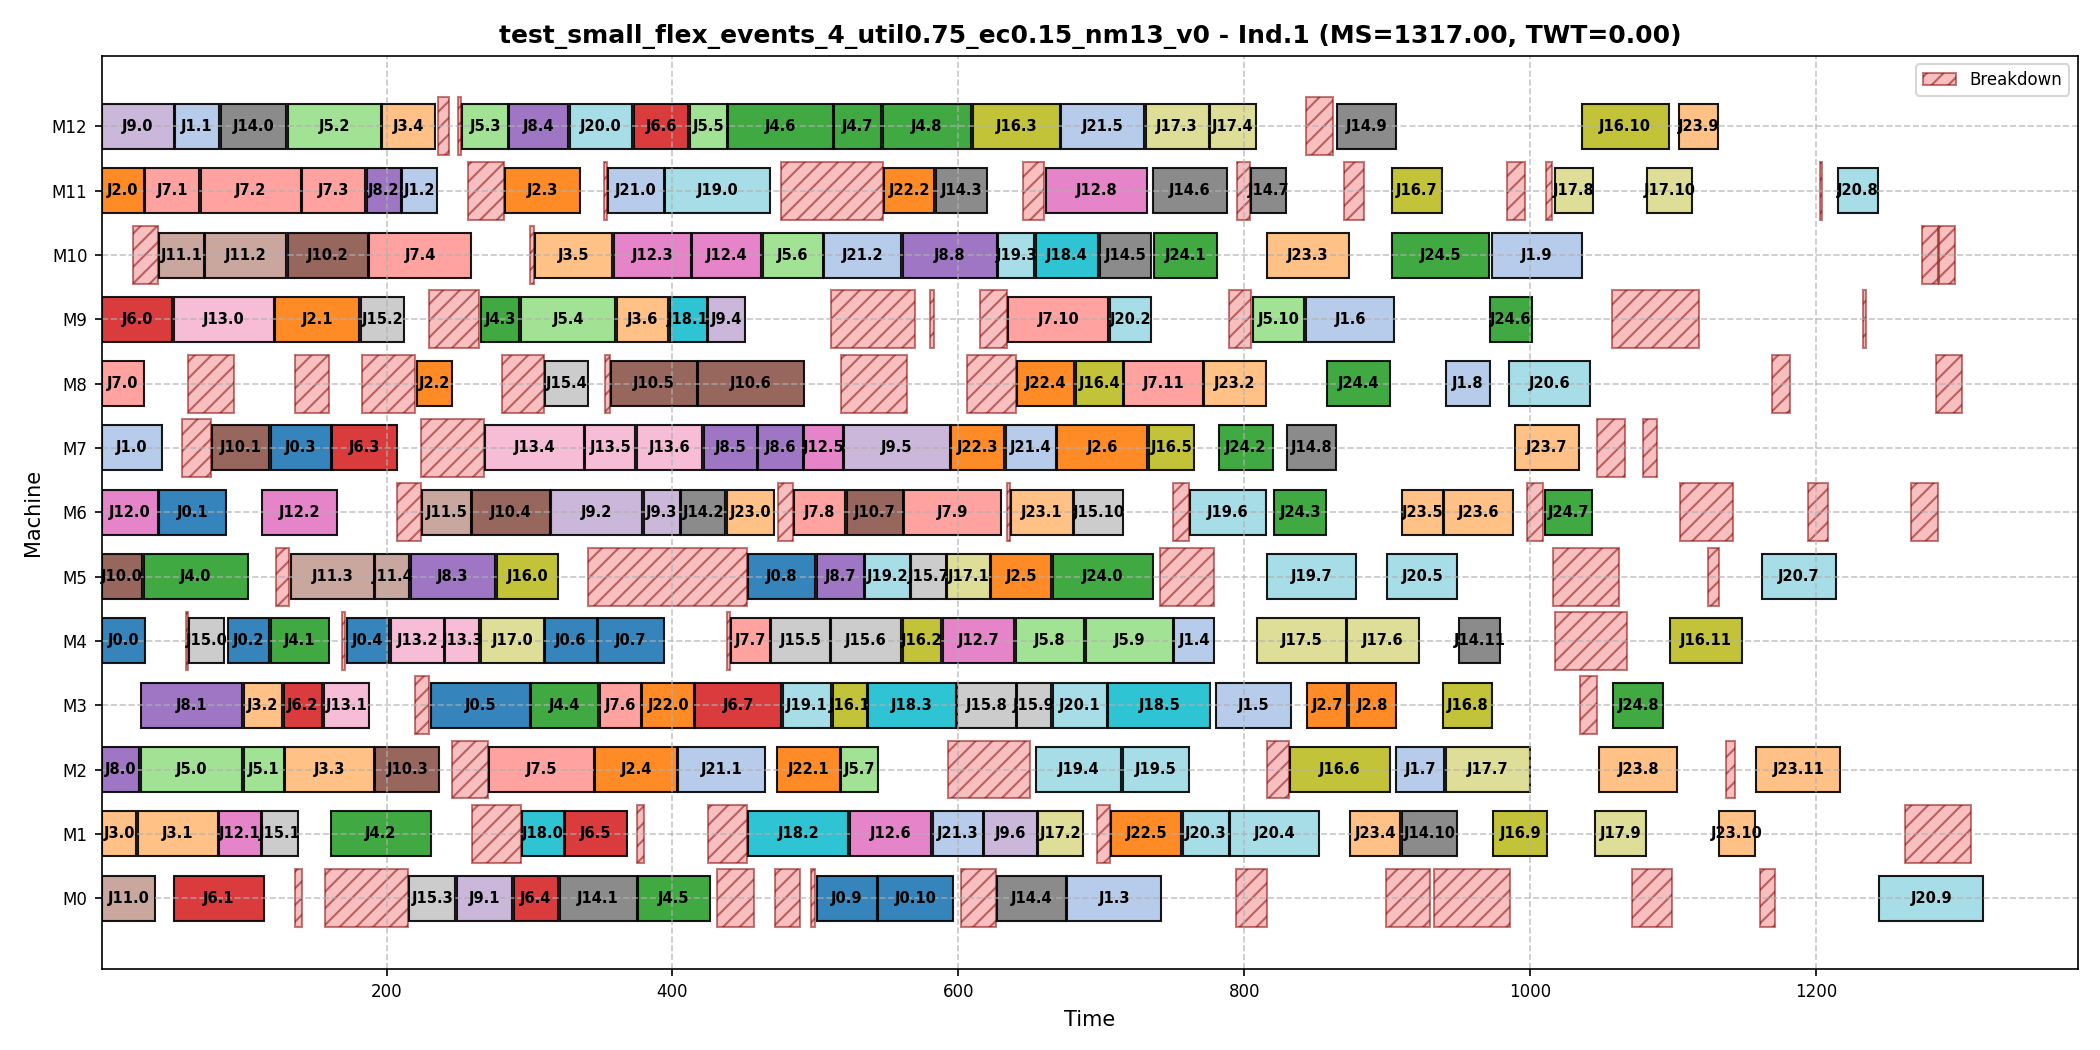 test_small_flex_events_4_util0.75_ec0.15_nm13_v0 - Ind.1 (MS=1317.00, TWT=0.00)
Breakdown
M12 J9.0 J1.1 J14.0 J5.2 J3.4 J5.3 J8.4 J20.0 J6.6 J5.5 J4.6 J4.7 J4.8 J16.3 J21.5 J17.3 J17.4 J14.9 J16.10 J23.9
M11 J2.0 J7.1 J7.2 J7.3 J8.2 J1.2 J2.3 J21.0 J19.0 J22.2 J14.3 J12.8 J14.6 J14.7 J16.7 J17.8 J17.10 J20.8
M10 J11.1 J11.2 J10.2 J7.4 J3.5 J12.3 J12.4 J5.6 J21.2 J8.8 J19.3 J18.4 J14.5 J24.1 J23.3 J24.5 J1.9
M9 J6.0 J13.0 J2.1 J15.2 J4.3 J5.4 J3.6 J18.1 J9.4 J7.10 J20.2 J5.10 J1.6 J24.6
M8 J7.0 J2.2 J15.4 J10.5 J10.6 J22.4 J16.4 J7.11 J23.2 J24.4 J1.8 J20.6
M7 J1.0 J10.1 J0.3 J6.3 J13.4 J13.5 J13.6 J8.5 J8.6 J12.5 J9.5 J22.3 J21.4 J2.6 J16.5 J24.2 J14.8 J23.7
M6 J12.0 J0.1 J12.2 J11.5 J10.4 J9.2 J9.3 J14.2 J23.0 J7.8 J10.7 J7.9 J23.1 J15.10 J19.6 J24.3 J23.5 J23.6 J24.7
M5 J10.0 J4.0 J11.3 J11.4 J8.3 J16.0 J0.8 J8.7 J19.2 J15.7 J17.1 J2.5 J24.0 J19.7 J20.5 J20.7
M4 J0.0 J15.0 J0.2 J4.1 J0.4 J13.2 J13.3 J17.0 J0.6 J0.7 J7.7 J15.5 J15.6 J16.2 J12.7 J5.8 J5.9 J1.4 J17.5 J17.6 J14.11 J16.11
M3 J8.1 J3.2 J6.2 J13.1 J0.5 J4.4 J7.6 J22.0 J6.7 J19.1 J16.1 J18.3 J15.8 J15.9 J20.1 J18.5 J1.5 J2.7 J2.8 J16.8 J24.8
M2 J8.0 J5.0 J5.1 J3.3 J10.3 J7.5 J2.4 J21.1 J22.1 J5.7 J19.4 J19.5 J16.6 J1.7 J17.7 J23.8 J23.11
M1 J3.0 J3.1 J12.1 J15.1 J4.2 J18.0 J6.5 J18.2 J12.6 J21.3 J9.6 J17.2 J22.5 J20.3 J20.4 J23.4 J14.10 J16.9 J17.9 J23.10
M0 J11.0 J6.1 J15.3 J9.1 J6.4 J14.1 J4.5 J0.9 J0.10 J14.4 J1.3 J20.9
200 400 600 800 1000 1200
Time
Machine